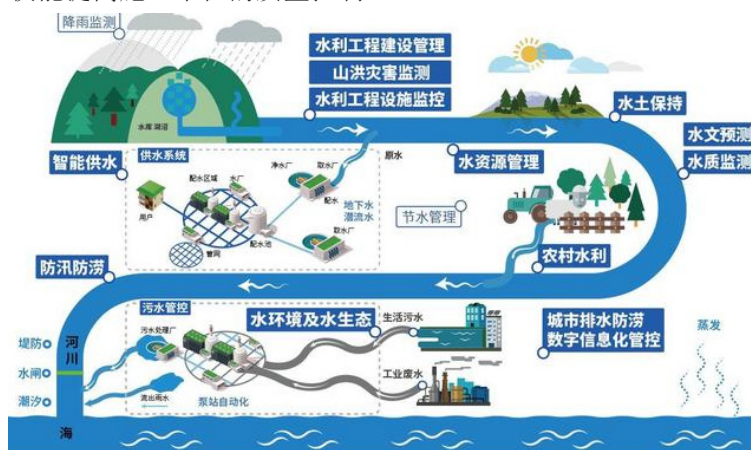 降雨监测
水利工程建设管理
山洪灾害监测
水利工程设施监控
水库 湖沼
水土保持
水文预测
水质监测
智能供水
供水系统
原水
水资源管理
净水厂
取水厂
配水区域
水厂
配水
地下水
潜流水
用户
节水管理
取水厂
配水池
管网
农村水利
防汛防涝
污水管控
水环境及水生态
生活污水
城市排水防涝
数字信息化管控
蒸发
污水处理厂
堤防
河川
水闸
工业废水
流出雨水
泵站自动化
潮汐
海